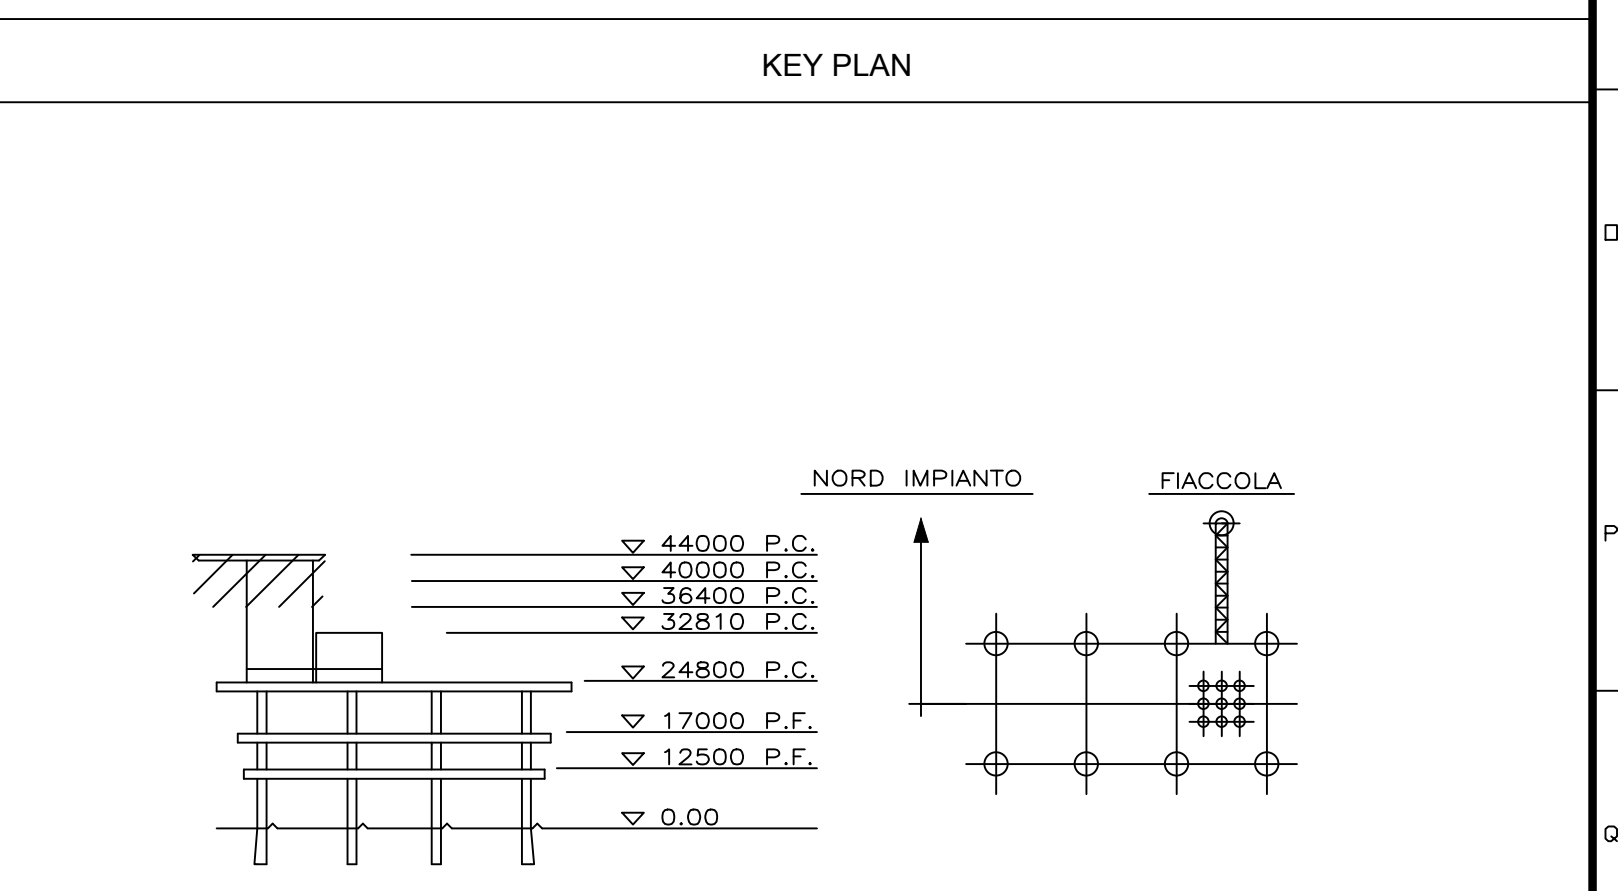 KEY PLAN
NORD IMPIANTO
FIACCOLA
44000 P.C.
40000 P.C.
36400 P.C.
32810 P.C.
24800 P.C.
17000 P.F.
12500 P.F.
0.00
P
Q